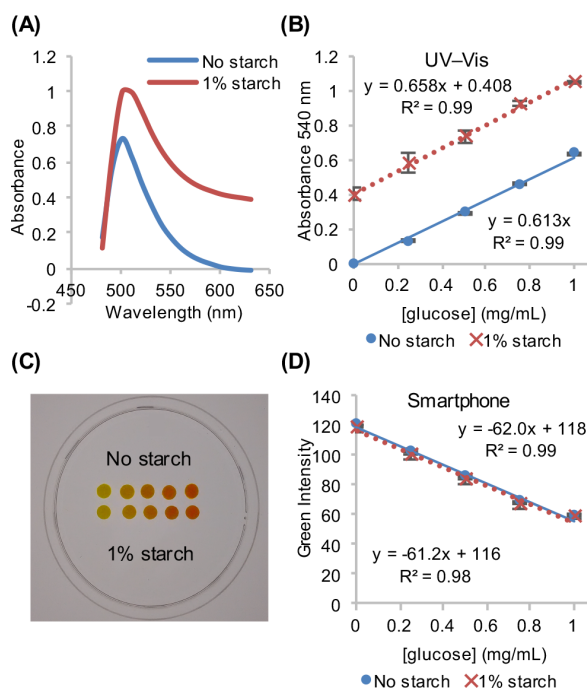 (A)
1.2
1
0.8
0.6
0.4
0.2
0
-0.2
450
500
550
600
650
Absorbance
Wavelength (nm)
No starch
1% starch
(B)
UV–Vis
y = 0.658x + 0.408
R² = 0.99
y = 0.613x
R² = 0.99
1.2
1
0.8
0.6
0.4
0.2
0
Absorbance 540 nm
0
0.2
0.4
0.6
0.8
1
[glucose] (mg/mL)
No starch
1% starch
(C)
No starch
1% starch
(D)
Smartphone
y = -62.0x + 118
R² = 0.99
y = -61.2x + 116
R² = 0.98
140
120
100
80
60
40
20
0
Green Intensity
0
0.2
0.4
0.6
0.8
1
[glucose] (mg/mL)
No starch
1% starch